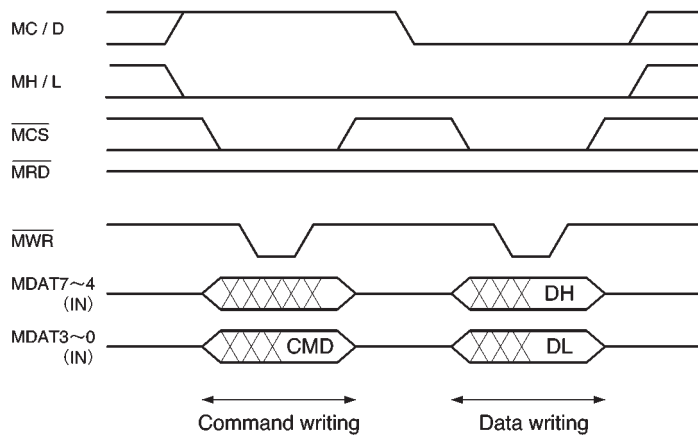 MC / D
MH / L
MCS
MRD
MWR
MDAT7～4
(IN)
DH
MDAT3～0
(IN)
CMD
DL
Command writing
Data writing